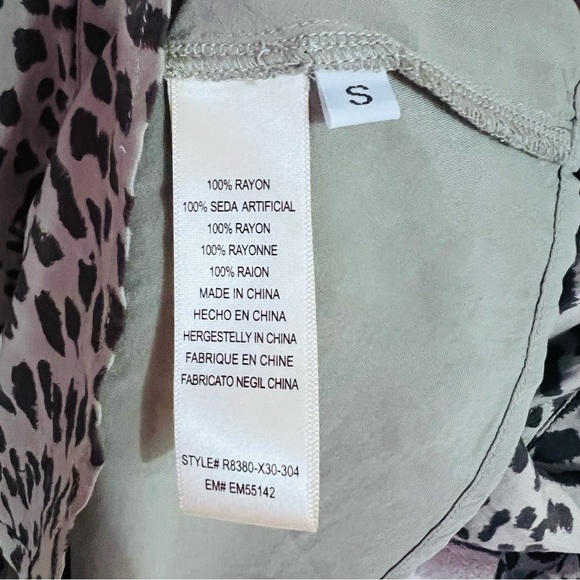 S
100% RAYON
100% SEDA ARTIFICIAL
100% RAYON
100% RAYONNE
100% RAION
MADE IN CHINA
HECHO EN CHINA
HERGESTELLY IN CHINA
FABRIQUE EN CHINE
FABRICATO NEGIL CHINA
STYLE# R8380-X30-304
EM# EM55142